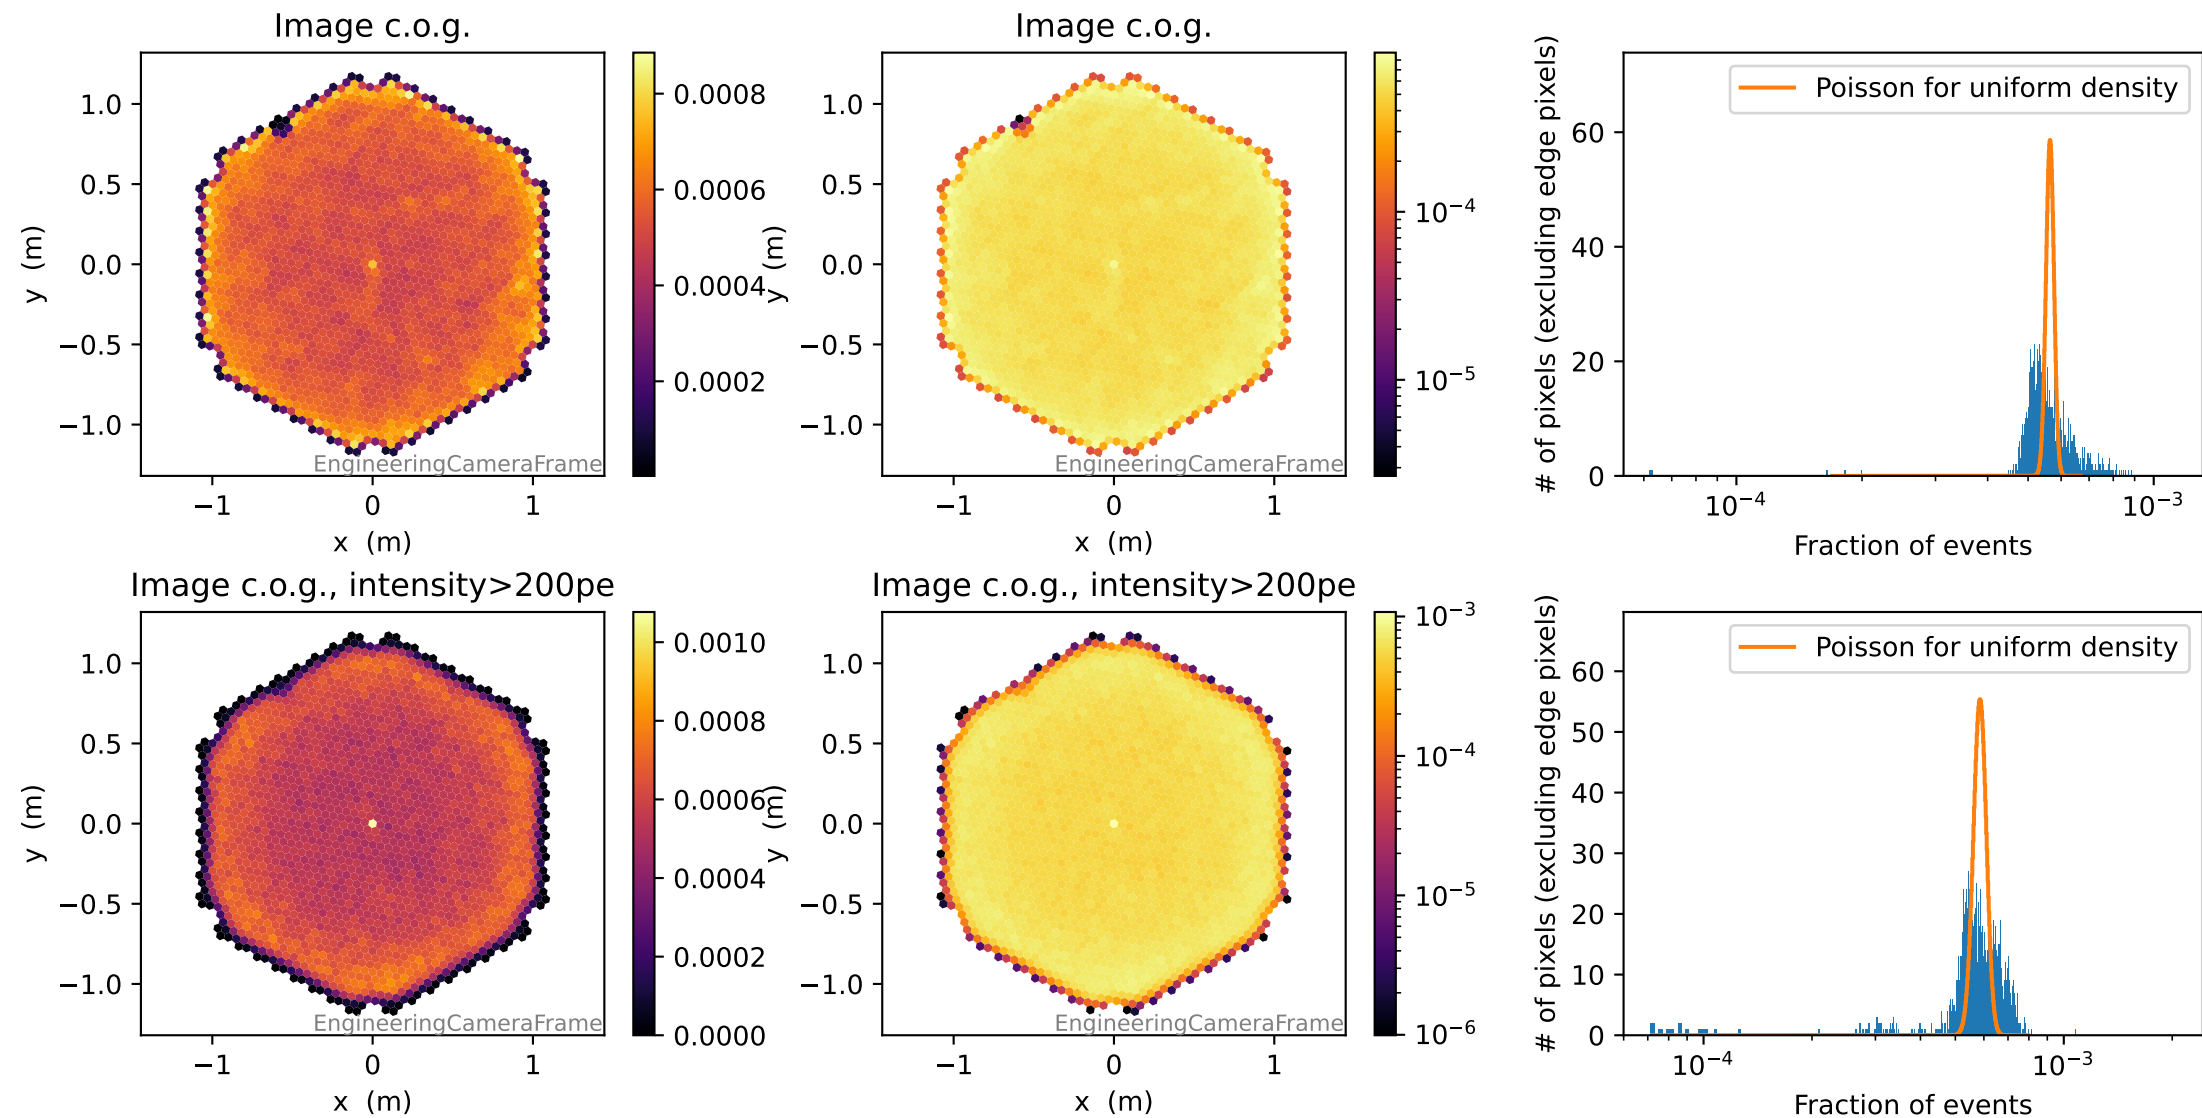 Image c.o.g.
1.0
0.5
0.0
−0.5
−1.0
y (m)
−1
0
1
x (m)
EngineeringCameraFrame
0.0008
0.0006
0.0004
0.0002
Image c.o.g.
1.0
0.5
0.0
−0.5
−1.0
y (m)
−1
0
1
x (m)
EngineeringCameraFrame
10⁻⁴
10⁻⁵
# of pixels (excluding edge pixels)
60
40
20
0
Poisson for uniform density
10⁻⁴
10⁻³
Fraction of events
Image c.o.g., intensity>200pe
1.0
0.5
0.0
−0.5
−1.0
y (m)
−1
0
1
x (m)
EngineeringCameraFrame
0.0010
0.0008
0.0006
0.0004
0.0002
0.0000
Image c.o.g., intensity>200pe
1.0
0.5
0.0
−0.5
−1.0
y (m)
−1
0
1
x (m)
EngineeringCameraFrame
10⁻³
10⁻⁴
10⁻�5
10⁻⁶
# of pixels (excluding edge pixels)
60
50
40
30
20
10
0
Poisson for uniform density
10⁻⁴
10⁻³
Fraction of events